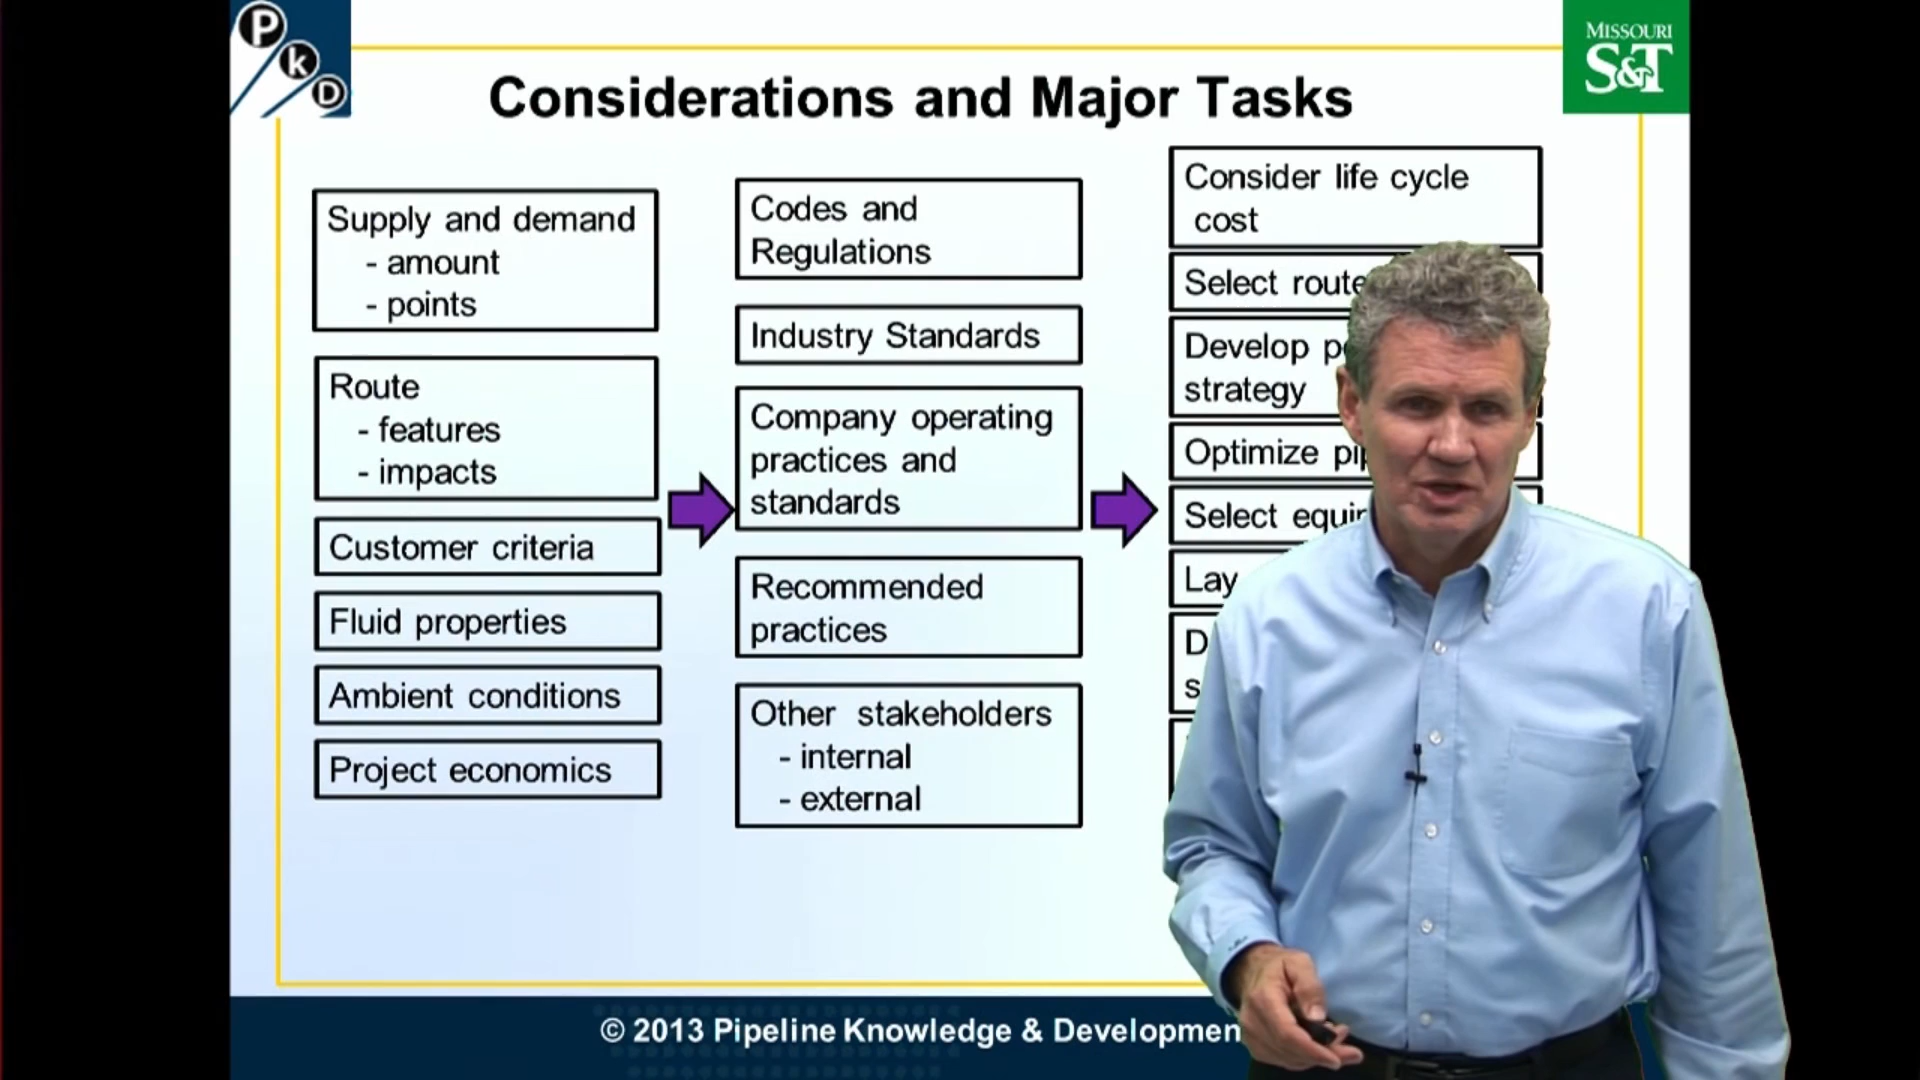 P
k
D
MISSOURI
S&T
Considerations and Major Tasks
Supply and demand
- amount
- points
Route
- features
- impacts
Customer criteria
Fluid properties
Ambient conditions
Project economics
Codes and
Regulations
Industry Standards
Company operating
practices and
standards
Recommended
practices
Other stakeholders
- internal
- external
Consider life cycle
cost
Select route
Develop
strategy
Optimize
Select
Lay
© 2013 Pipeline Knowledge &